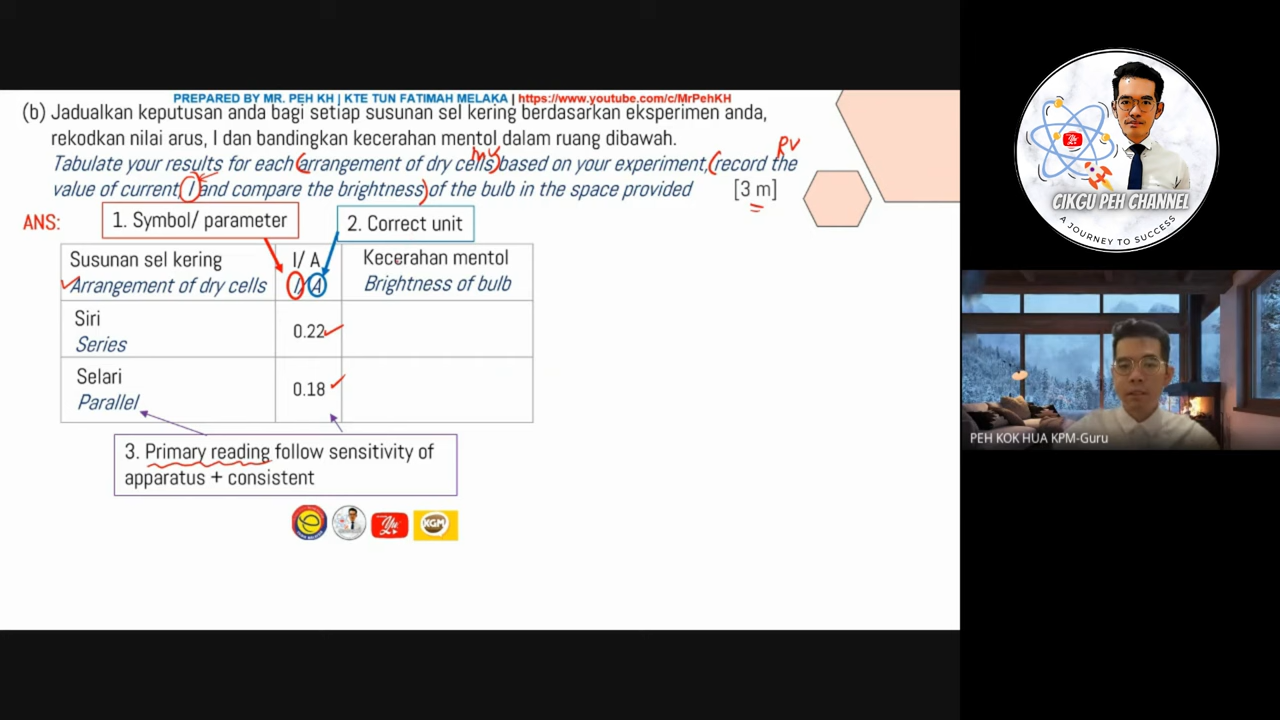 PREPARED BY MR. PEH KH | KTE TUN FATIMAH MELAKA | https://www.youtube.com/c/MrPehKH
(b) Jadualkan keputusan anda bagi setiap susunan sel kering berdasarkan eksperimen anda,
rekodkan nilai arus, I dan bandingkan kecerahan mentol dalam ruang dibawah.
MV
RV
Tabulate your results for each arrangement of dry cells based on your experiment, record the
value of current, I and compare the brightness of the bulb in the space provided [3 m]
ANS:
1. Symbol/ parameter
2. Correct unit
Susunan sel kering I/ A Kecerahan mentol
Arrangement of dry cells I/ A Brightness of bulb
Siri
Series 0.22
Selari
Parallel 0.18
3. Primary reading follow sensitivity of
apparatus + consistent
XGM
CIKGU PEH CHANNEL
A JOURNEY TO SUCCESS
PEH KOK HUA KPM-Guru